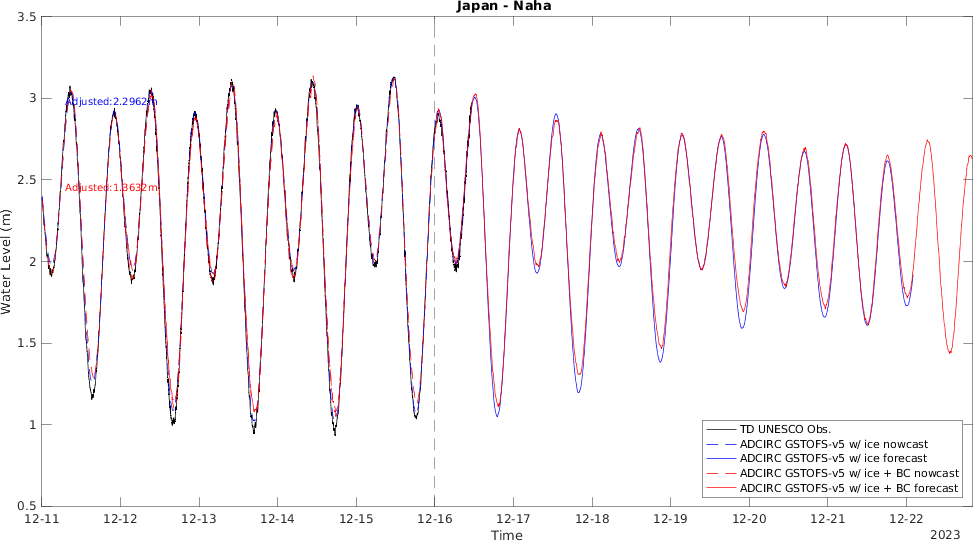 Japan - Naha
Water Level (m)
3.5
3
2.5
2
1.5
1
0.5
Adjusted:2.2962m
Adjusted:1.3632m
TD UNESCO Obs.
ADCIRC GSTOFS-v5 w/ ice nowcast
ADCIRC GSTOFS-v5 w/ ice forecast
ADCIRC GSTOFS-v5 w/ ice + BC nowcast
ADCIRC GSTOFS-v5 w/ ice + BC forecast
12-11 12-12 12-13 12-14 12-15 12-16 12-17 12-18 12-19 12-20 12-21 12-22
Time
2023